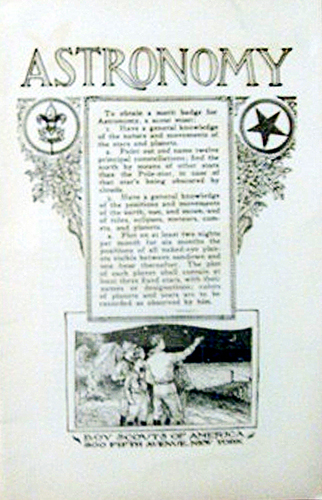 ASTRONOMY
To obtain a merit badge for
ASTRONOMY, a scout must:
1. Have a general knowledge
of the nature and movements of
the stars and planets.
2. Point out and name twelve
principal constellations; find the
north by means of other stars
than the Pole-star, in case of
that star's being obscured by
clouds.
3. Have a general knowledge
of the positions and movements
of the earth, sun, and moon; and
of tides, eclipses, meteors, com-
ets, and planets.
4. Plot on at least two nights
per month for six months the
positions of all naked-eye plan-
ets visible between sundown and
one hour thereafter. The plot
of each planet shall contain at
least three fixed stars, with their
names or designations; colors
of planets and stars are to be
recorded as observed by him.
BOY SCOUTS OF AMERICA
200 FIFTH AVENUE, NEW YORK